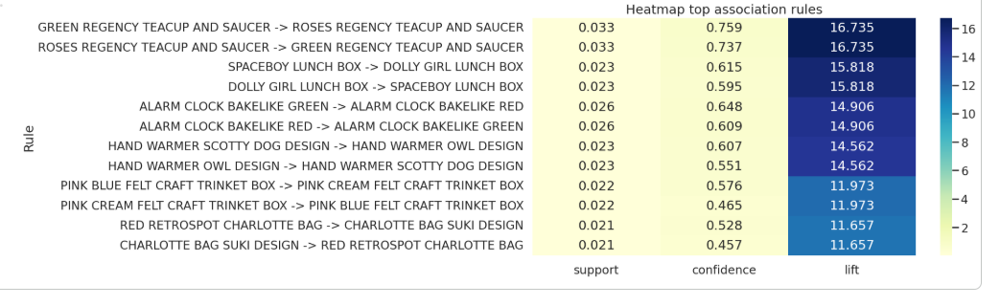 Heatmap top association rules
GREEN REGENCY TEACUP AND SAUCER -> ROSES REGENCY TEACUP AND SAUCER 0.033 0.759 16.735
ROSES REGENCY TEACUP AND SAUCER -> GREEN REGENCY TEACUP AND SAUCER 0.033 0.737 16.735
SPACEBOY LUNCH BOX -> DOLLY GIRL LUNCH BOX 0.023 0.615 15.818
DOLLY GIRL LUNCH BOX -> SPACEBOY LUNCH BOX 0.023 0.595 15.818
ALARM CLOCK BAKELIKE GREEN -> ALARM CLOCK BAKELIKE RED 0.026 0.648 14.906
ALARM CLOCK BAKELIKE RED -> ALARM CLOCK BAKELIKE GREEN 0.026 0.609 14.906
HAND WARMER SCOTTY DOG DESIGN -> HAND WARMER OWL DESIGN 0.023 0.607 14.562
HAND WARMER OWL DESIGN -> HAND WARMER SCOTTY DOG DESIGN 0.023 0.551 14.562
PINK BLUE FELT CRAFT TRINKET BOX -> PINK CREAM FELT CRAFT TRINKET BOX 0.022 0.576 11.973
PINK CREAM FELT CRAFT TRINKET BOX -> PINK BLUE FELT CRAFT TRINKET BOX 0.022 0.465 11.973
RED RETROSPOT CHARLOTTE BAG -> CHARLOTTE BAG SUKI DESIGN 0.021 0.528 11.657
CHARLOTTE BAG SUKI DESIGN -> RED RETROSPOT CHARLOTTE BAG 0.021 0.457 11.657
support confidence lift
Rule
16
14
12
10
8
6
4
2